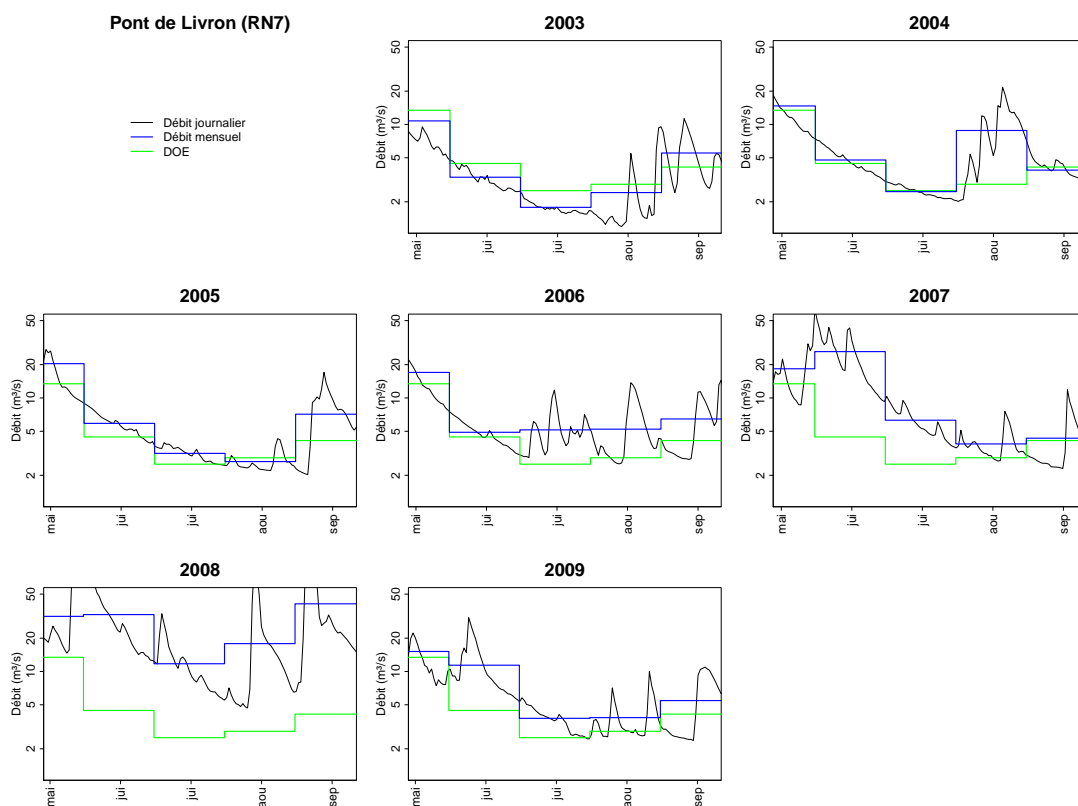 Pont de Livron (RN7)
Débit journalier
Débit mensuel
DOE
2003
Débit (m³/s)
50
20
10
5
2
mai
jui
jui
aou
sep
2004
Débit (m³/s)
50
20
10
5
2
mai
jui
jui
aou
sep
2005
Débit (m³/s)
50
20
10
5
2
mai
jui
jui
aou
sep
2006
Débit (m³/s)
50
20
10
5
2
mai
jui
jui
aou
sep
2007
Débit (m³/s)
50
20
10
5
2
mai
jui
jui
aou
sep
2008
Débit (m³/s)
50
20
10
5
2
mai
jui
jui
aou
sep
2009
Débit (m³/s)
50
20
10
5
2
mai
jui
jui
aou
sep